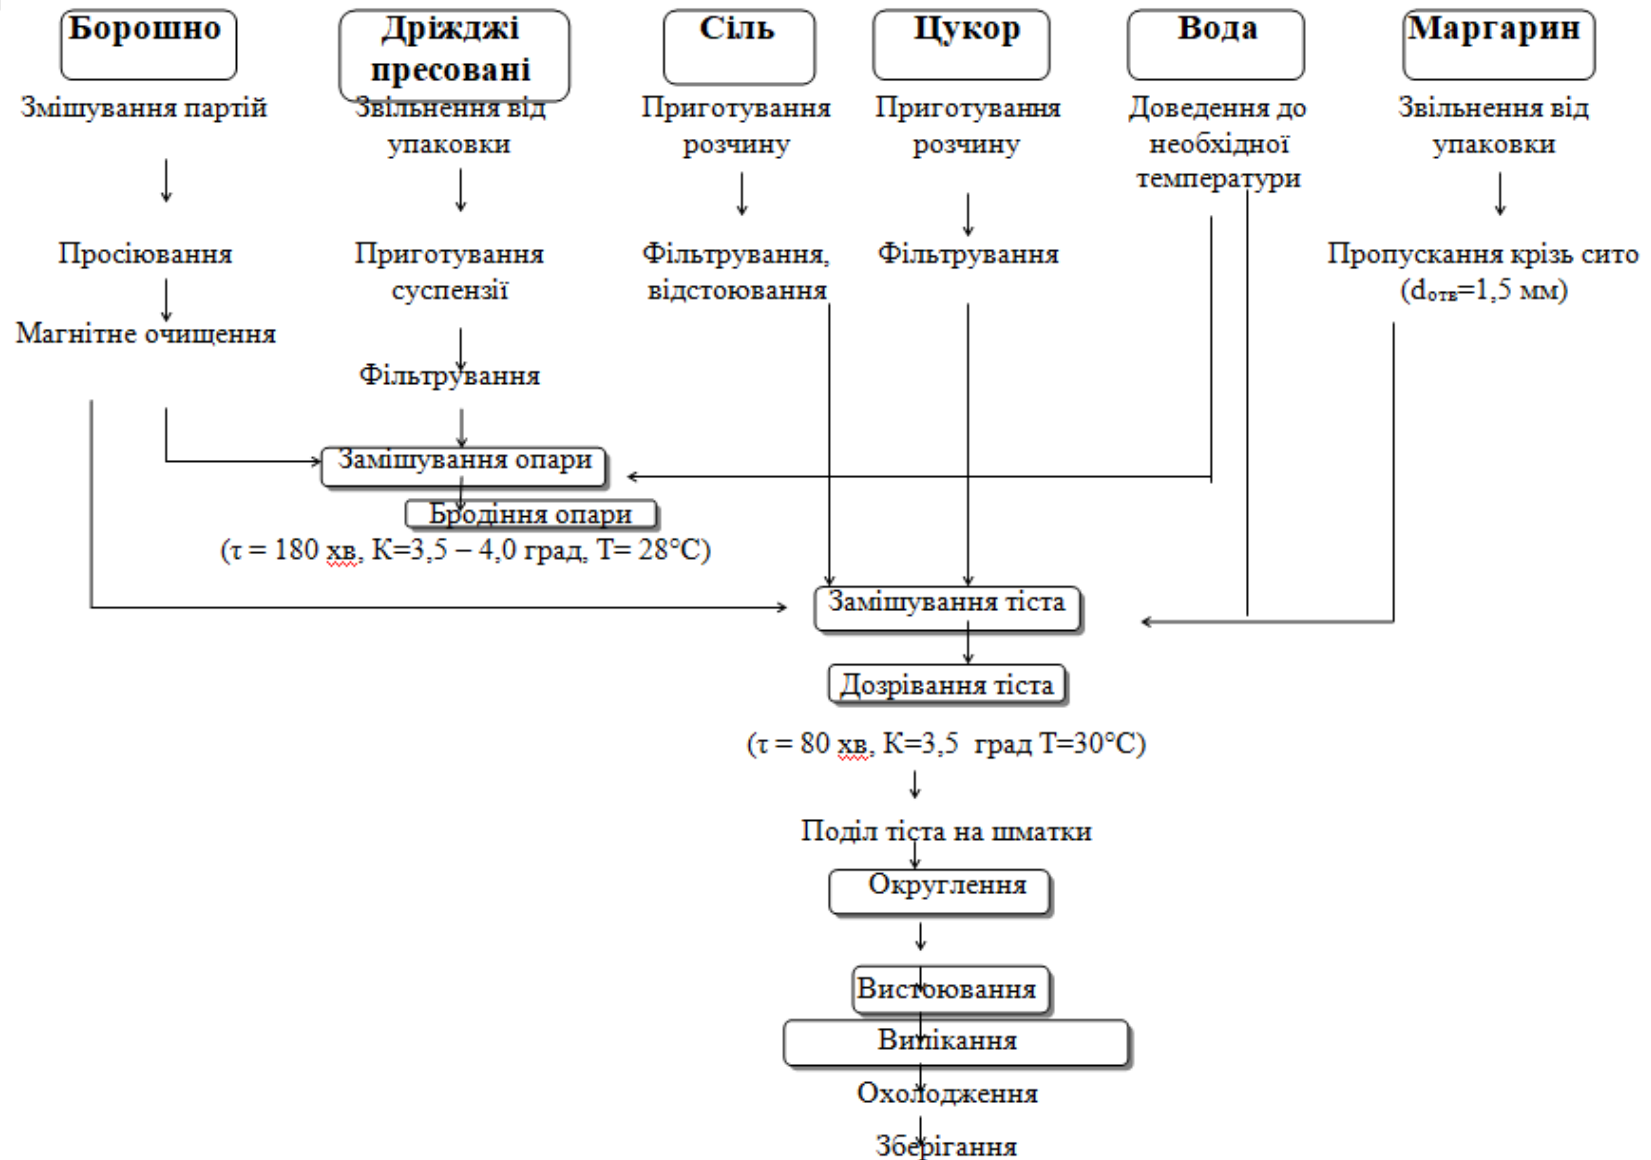 Борошно
Дріжджі
пресовані
Сіль
Цукор
Вода
Маргарин
Змішування партій
Звільнення від
упаковки
Приготування
розчину
Приготування
розчину
Доведення до
необхідної
температури
Звільнення від
упаковки
Просіювання
Приготування
суспензії
Фільтрування,
відстоювання
Фільтрування
Пропускання крізь сито
(dотв=1,5 мм)
Магнітне очищення
Фільтрування
Замішування опари
Бродіння опари
(τ = 180 хв, К=3,5 – 4,0 град, Т= 28°С)
Замішування тіста
Дозрівання тіста
(τ = 80 хв, К=3,5 град Т=30°С)
Поділ тіста на шматки
Округлення
Вистоювання
Випікання
Охолодження
Зберігання